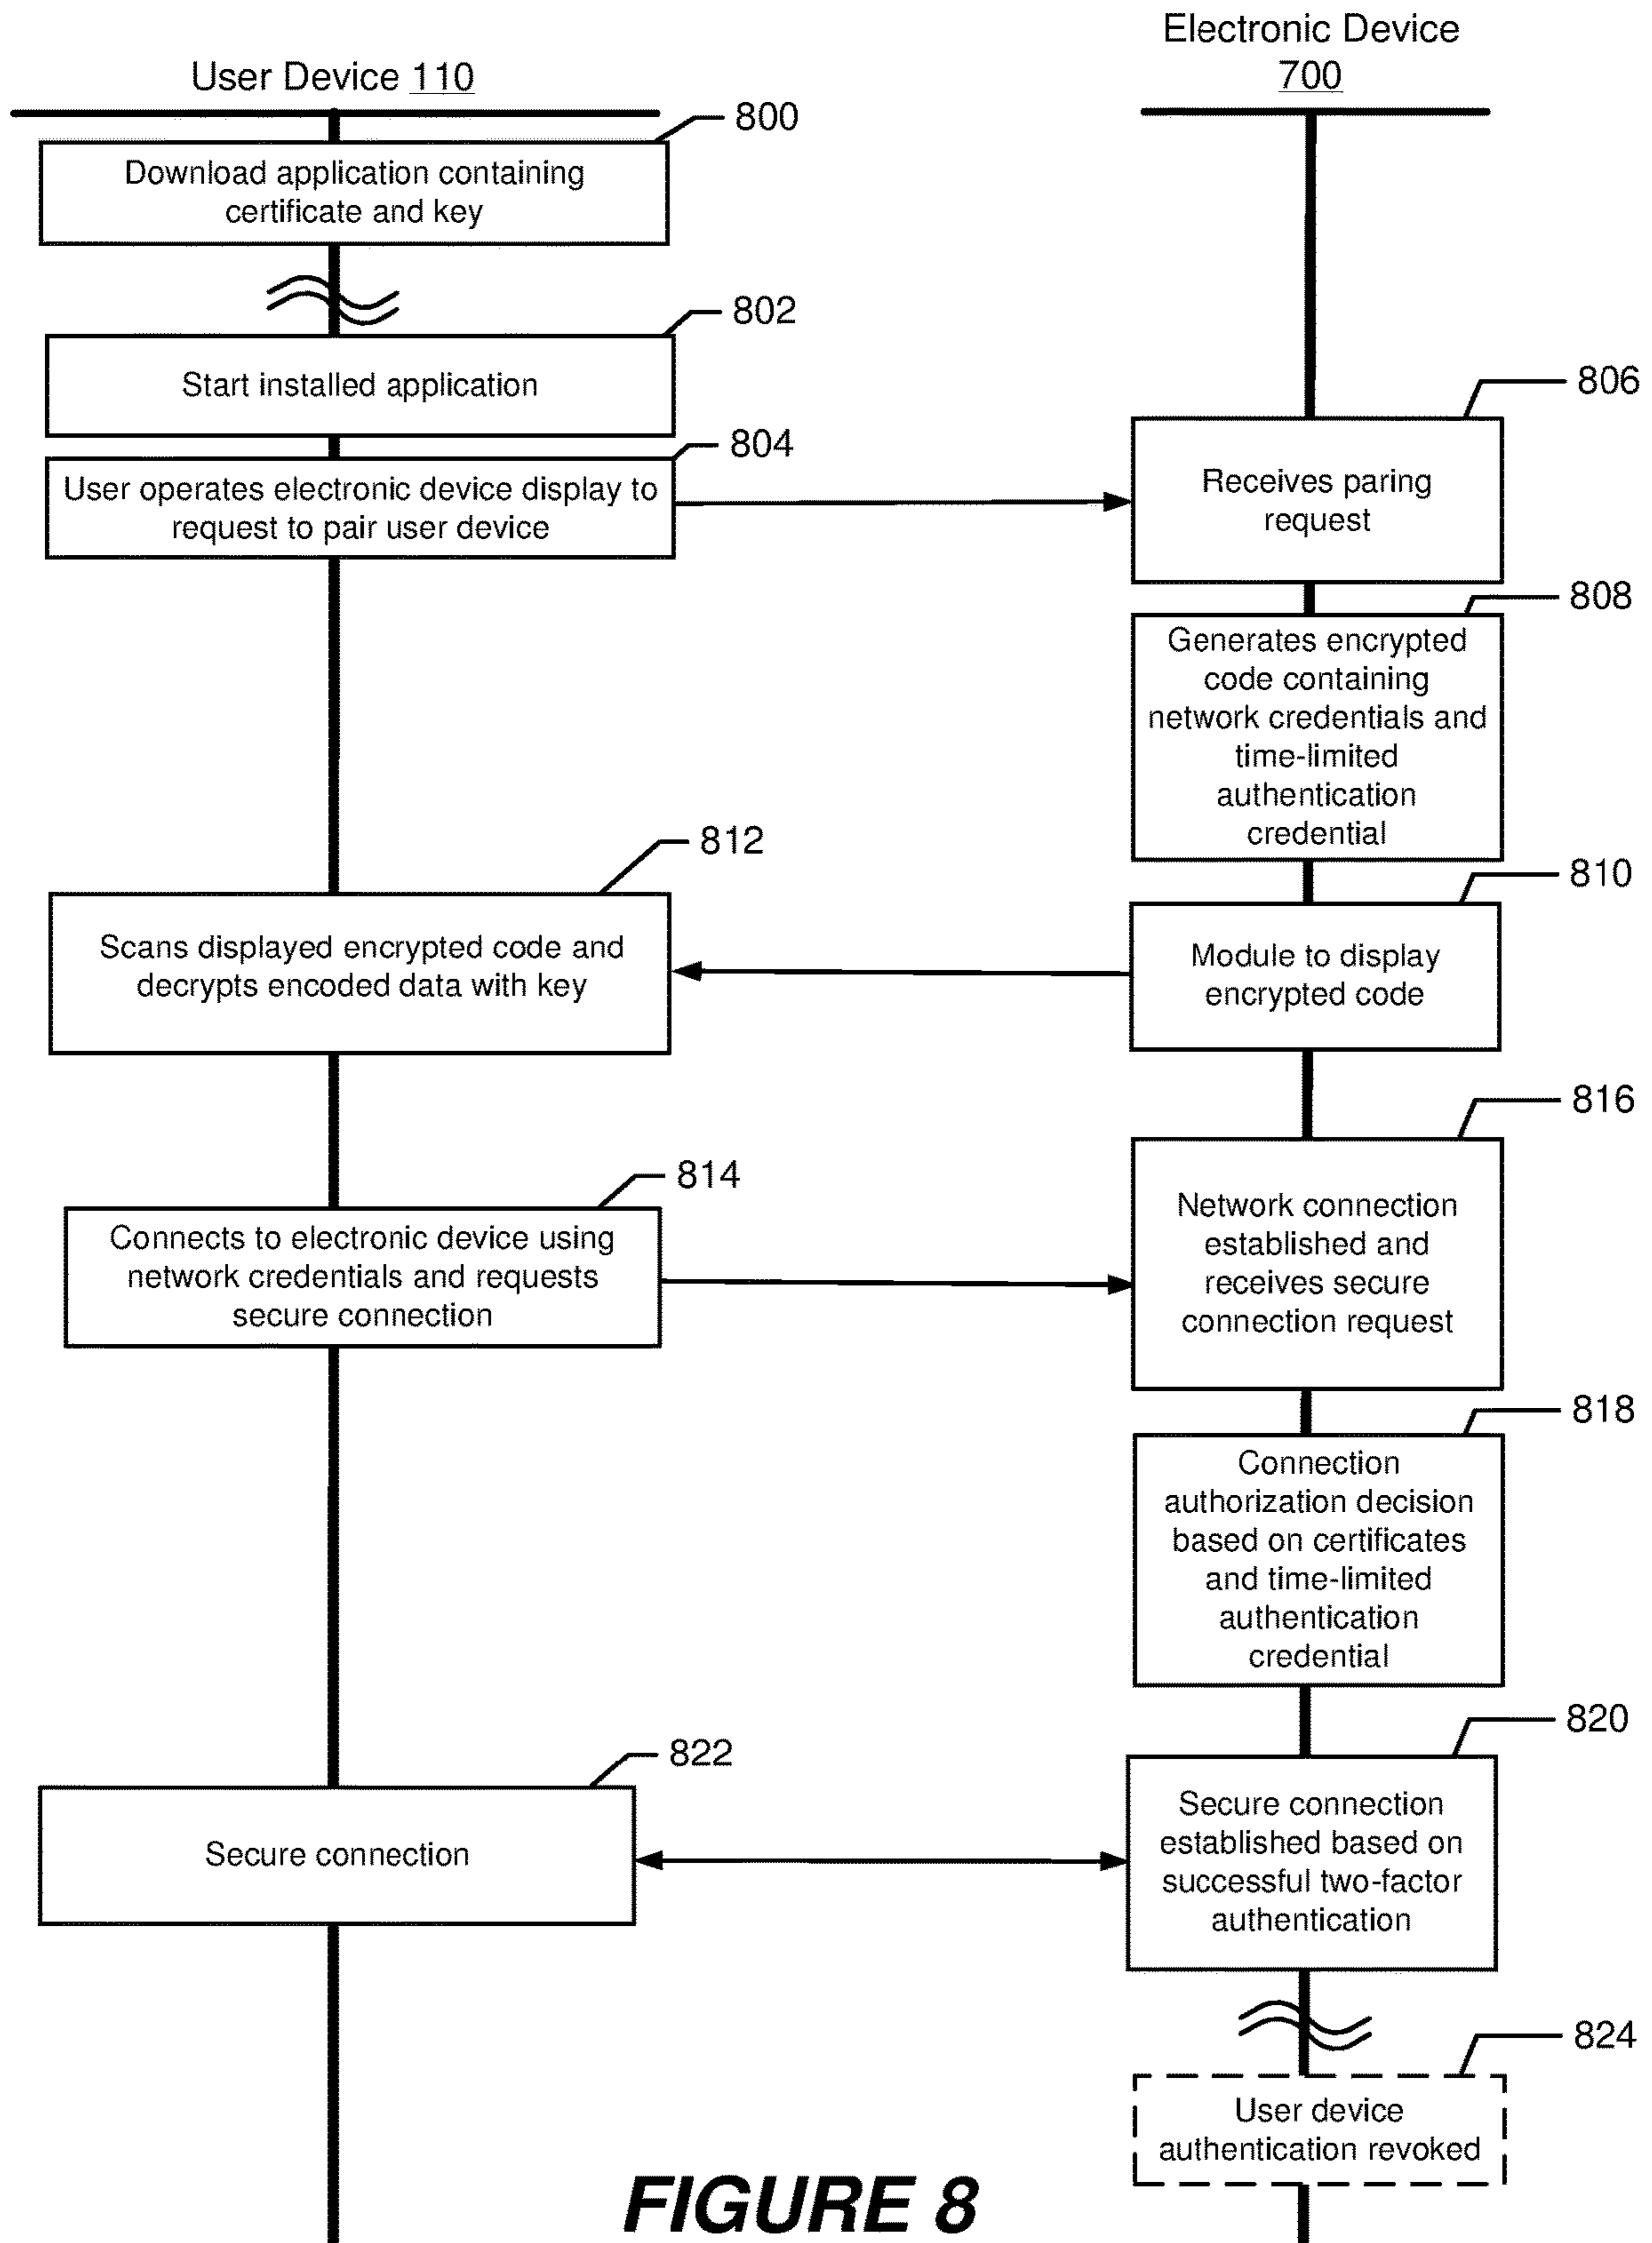 User Device 110
Electronic Device
700
800
Download application containing
certificate and key
802
Start installed application
804
User operates electronic device display to
request to pair user device
806
Receives paring
request
808
Generates encrypted
code containing
network credentials and
time-limited
authentication
credential
810
Module to display
encrypted code
812
Scans displayed encrypted code and
decrypts encoded data with key
814
Connects to electronic device using
network credentials and requests
secure connection
816
Network connection
established and
receives secure
connection request
818
Connection
authorization decision
based on certificates
and time-limited
authentication
credential
820
Secure connection
established based on
successful two-factor
authentication
822
Secure connection
824
User device
authentication revoked
FIGURE 8